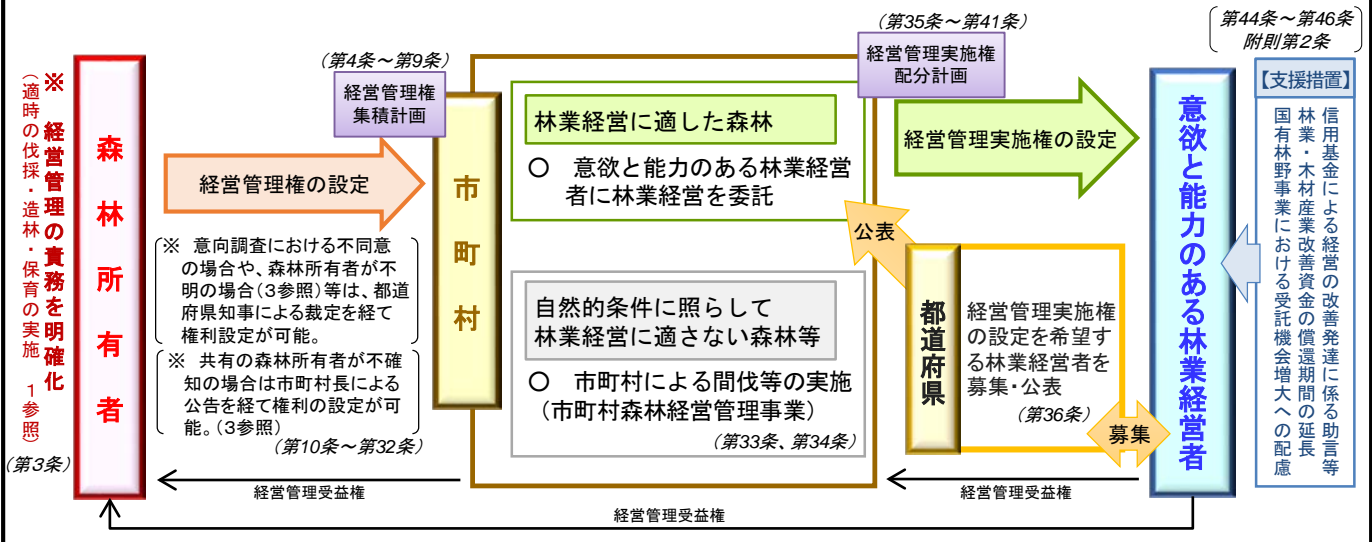 ※ 経営管理の責務を明確化
（適時の伐採・造林・保育の実施 １参照）
(第3条)
森林所有者
(第4条～第9条)
経営管理権
集積計画
経営管理権の設定
※ 意向調査における不同意
の場合や、森林所有者が不
明の場合(３参照)等は、都道
府県知事による裁定を経て
権利設定が可能。
※ 共有の森林所有者が不確
知の場合は市町村長による
公告を経て権利の設定が可
能。(３参照)
(第10条～第32条)
市町村
林業経営に適した森林
○ 意欲と能力のある林業経営
者に林業経営を委託
自然的条件に照らして
林業経営に適さない森林等
○ 市町村による間伐等の実施
（市町村森林経営管理事業）
(第33条、第34条)
(第35条～第41条)
経営管理実施権
配分計画
経営管理実施権の設定
公表
都道府県
経営管理実施権
の設定を希望す
る林業経営者を
募集・公表
(第36条)
募集
意欲と能力のある林業経営者
第44条～第46条
附則第2条
【支援措置】
信用基金による経営の改善発達に係る助言等
林業・木材産業改善資金の償還期間の延長
国有林野事業における受託機会増大への配慮
経営管理受益権
経営管理受益権
経営管理受益権